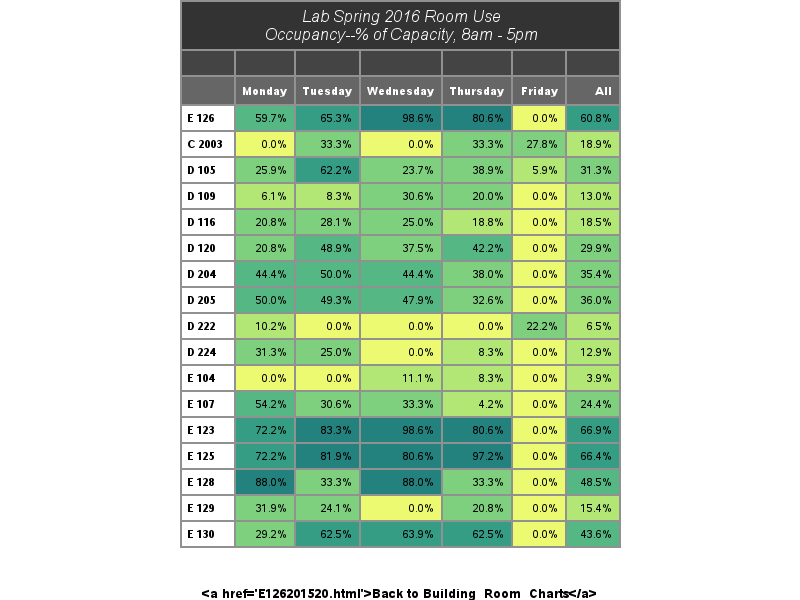 Lab Spring 2016 Room Use
Occupancy--% of Capacity, 8am - 5pm
Monday Tuesday Wednesday Thursday Friday All
E 126 59.7% 65.3% 98.6% 80.6% 0.0% 60.8%
C 2003 0.0% 33.3% 0.0% 33.3% 27.8% 18.9%
D 105 25.9% 62.2% 23.7% 38.9% 5.9% 31.3%
D 109 6.1% 8.3% 30.6% 20.0% 0.0% 13.0%
D 116 20.8% 28.1% 25.0% 18.8% 0.0% 18.5%
D 120 20.8% 48.9% 37.5% 42.2% 0.0% 29.9%
D 204 44.4% 50.0% 44.4% 38.0% 0.0% 35.4%
D 205 50.0% 49.3% 47.9% 32.6% 0.0% 36.0%
D 222 10.2% 0.0% 0.0% 0.0% 22.2% 6.5%
D 224 31.3% 25.0% 0.0% 8.3% 0.0% 12.9%
E 104 0.0% 0.0% 11.1% 8.3% 0.0% 3.9%
E 107 54.2% 30.6% 33.3% 4.2% 0.0% 24.4%
E 123 72.2% 83.3% 98.6% 80.6% 0.0% 66.9%
E 125 72.2% 81.9% 80.6% 97.2% 0.0% 66.4%
E 128 88.0% 33.3% 88.0% 33.3% 0.0% 48.5%
E 129 31.9% 24.1% 0.0% 20.8% 0.0% 15.4%
E 130 29.2% 62.5% 63.9% 62.5% 0.0% 43.6%
<a href='E126201520.html'>Back to Building_Room_Charts</a>